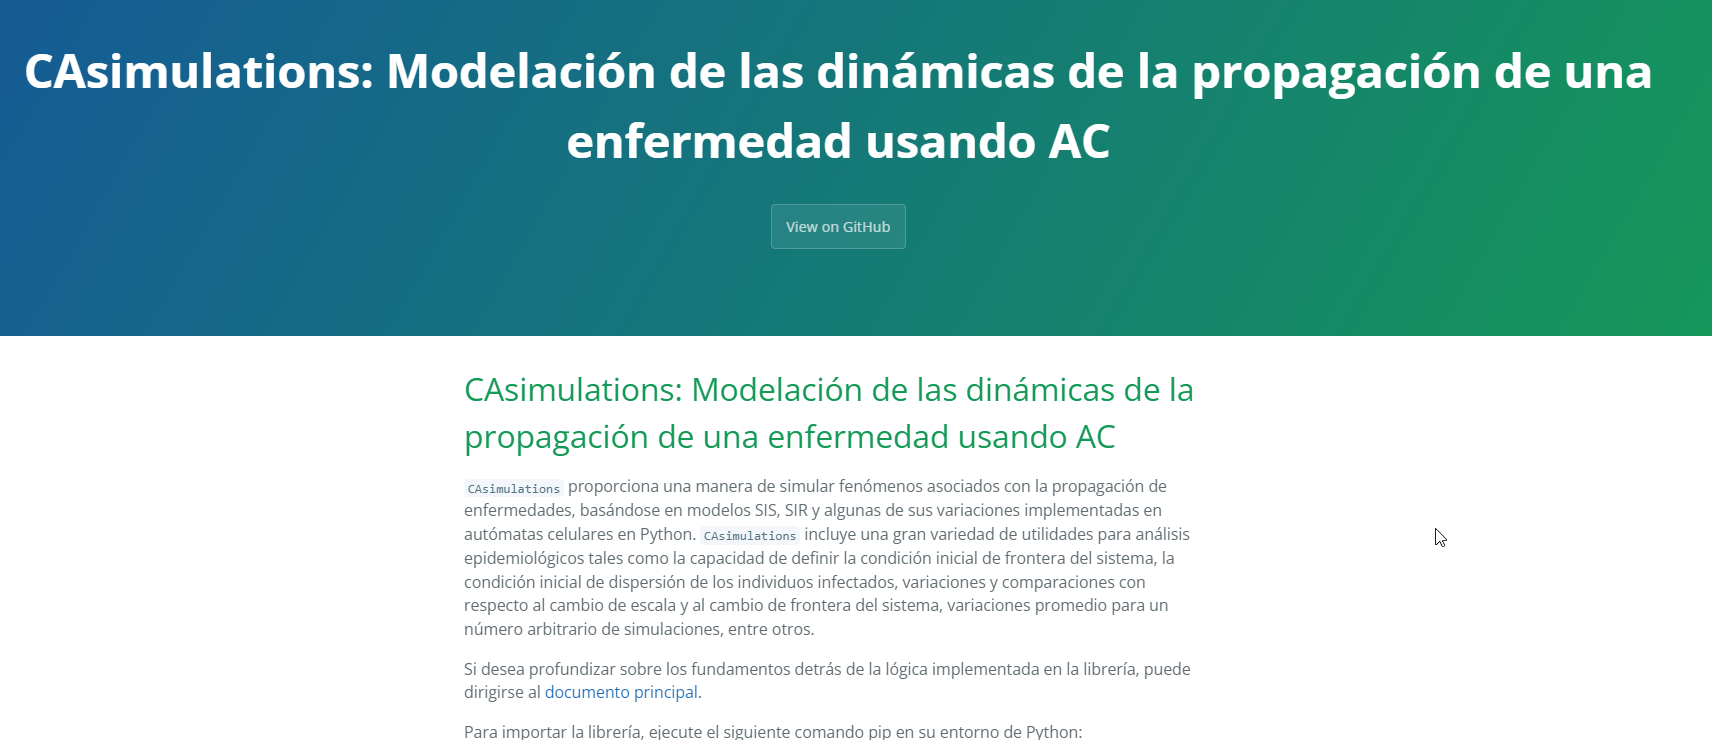 CAsimulations: Modelación de las dinámicas de la propagación de una
enfermedad usando AC
View on GitHub
CAsimulations: Modelación de las dinámicas de la
propagación de una enfermedad usando AC
CAsimulations proporciona una manera de simular fenómenos asociados con la propagación de
enfermedades, basándose en modelos SIS, SIR y algunas de sus variaciones implementadas en
autómatas celulares en Python. CAsimulations incluye una gran variedad de utilidades para análisis
epidemiológicos tales como la capacidad de definir la condición inicial de frontera del sistema, la
condición inicial de dispersión de los individuos infectados, variaciones y comparaciones con
respecto al cambio de escala y al cambio de frontera del sistema, variaciones promedio para un
número arbitrario de simulaciones, entre otros.
Si desea profundizar sobre los fundamentos detrás de la lógica implementada en la librería, puede
dirigirse al documento principal.
Para importar la librería, ejecute el siguiente comando pip en su entorno de Python: